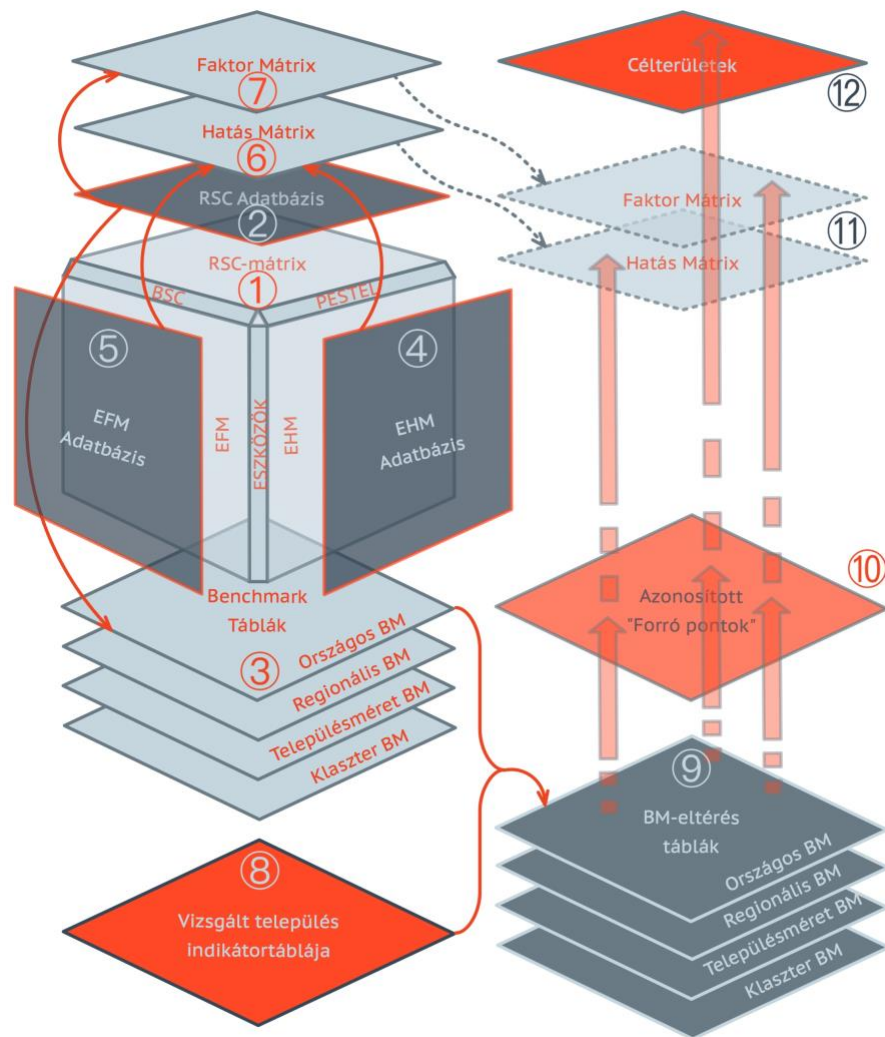 Faktor Mátrix
⑦
Hatás Mátrix
⑥
RSC Adatbázis
②
RSC-mátrix
①
BSC
PESTEL
⑤
EFM
Adatbázis
④
EHM
Adatbázis
EFM
ESZKÖZÖK
EHM
Benchmark
Táblák
③
Országos BM
Regionális BM
Településméret BM
Klaszter BM
⑧
Vizsgált település
indikátortáblája
Célterületek
⑫
Faktor Mátrix
⑪
Hatás Mátrix
⑩
Azonosított
"Forró pontok"
⑨
BM-eltérés
táblák
Országos BM
Regionális BM
Településméret BM
Klaszter BM